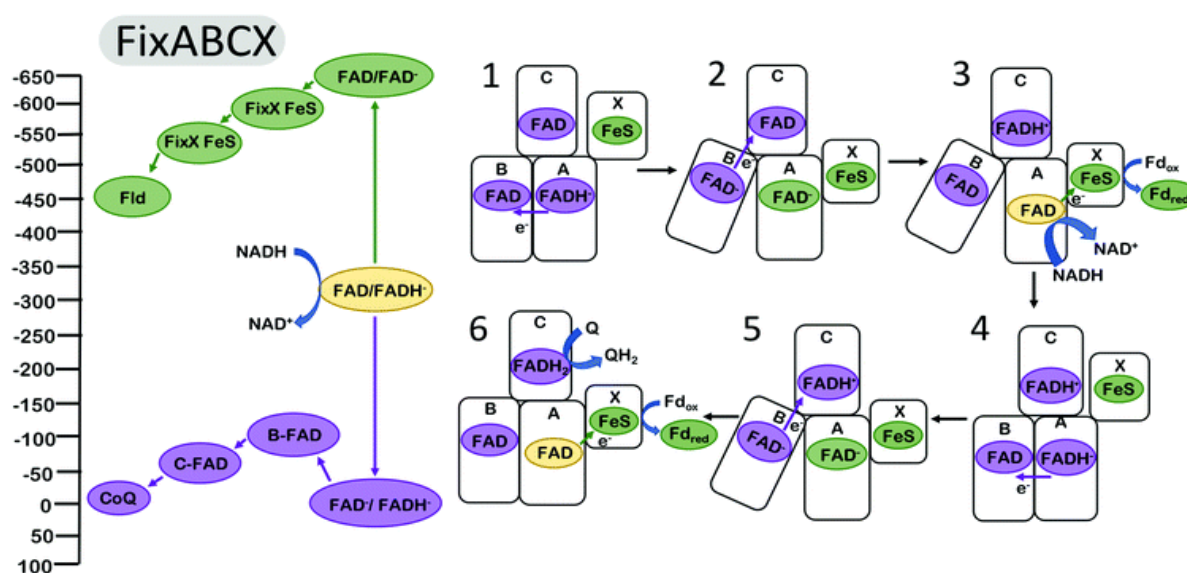 FixABCX
-650
-600
-550
-500
-450
-400
-350
-300
-250
-200
-150
-100
-50
0
50
100
FAD/FAD⁻
FixX FeS
FixX FeS
Fld
NADH
FAD/FADH⁻
NAD⁺
B-FAD
C-FAD
CoQ
FAD⁻/ FADH⁻
1
C
FAD
X
FeS
B
FAD
A
FADH⁻
e⁻
2
C
FAD
B
FAD⁻
e⁻
A
FAD⁻
X
FeS
3
C
FADH•
B
FAD
A
FAD
X
FeS
e⁻
Fdox
Fdred
NAD⁺
NADH
4
C
FADH•
X
FeS
B
FAD
A
FADH⁻
e⁻
5
C
FADH•
B
FAD⁻
e⁻
A
FAD⁻
X
FeS
6
C
FADH₂
Q
QH₂
B
FAD
A
FAD
X
FeS
e⁻
Fdox
Fdred